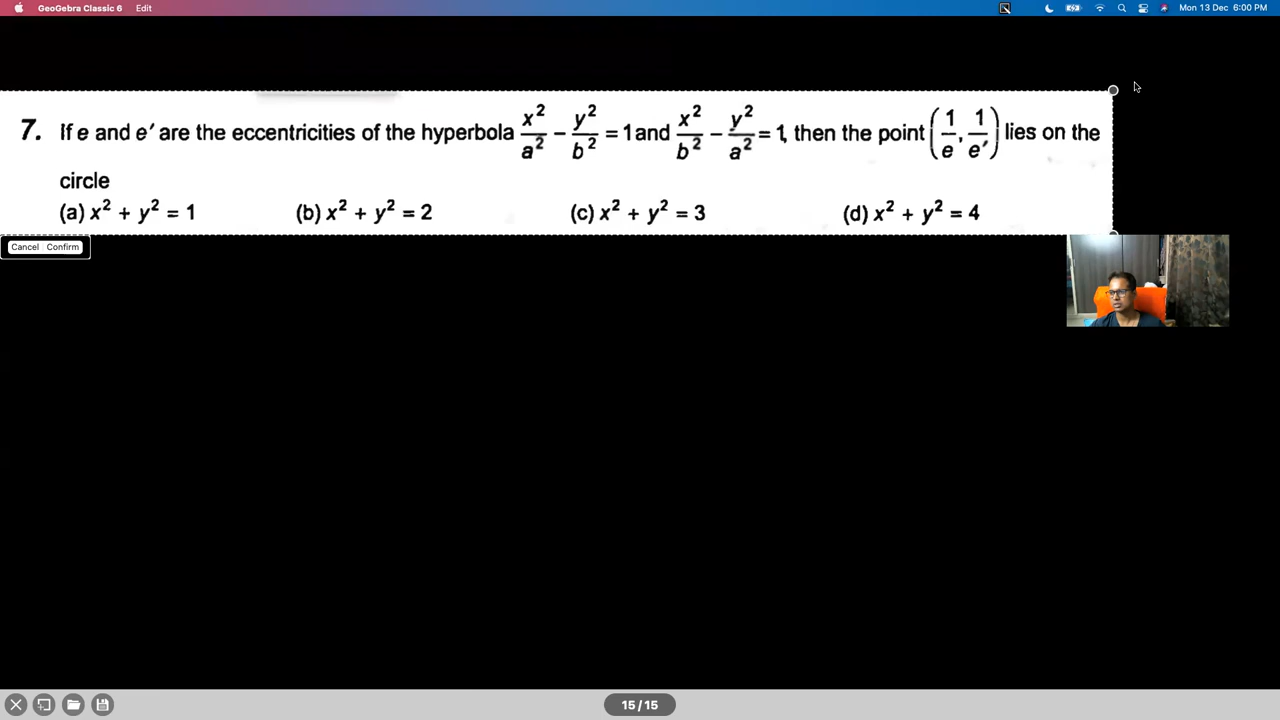 GeoGebra Classic 6 Edit Mon 13 Dec 6:00 PM
7. If e and e′ are the eccentricities of the hyperbola x²/a² − y²/b² = 1 and x²/b² − y²/a² = 1, then the point (1/e, 1/e′) lies on the
circle
(a) x² + y² = 1 (b) x² + y² = 2 (c) x² + y² = 3 (d) x² + y² = 4
Cancel Confirm
15 / 15